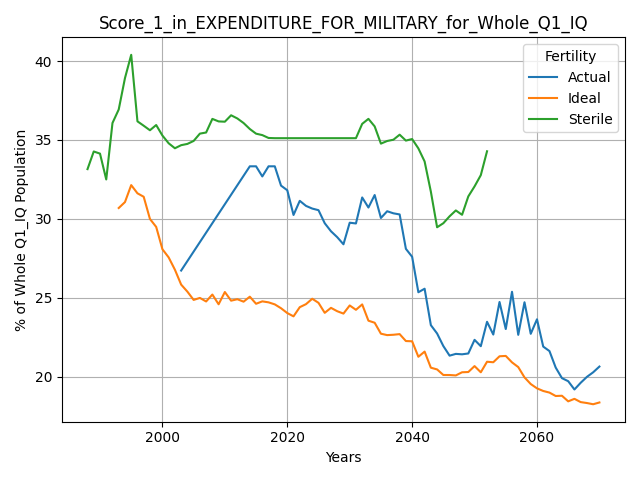 Score_1_in_EXPENDITURE_FOR_MILITARY_for_Whole_Q1_IQ
% of Whole Q1_IQ Population
40
35
30
25
20
Fertility
Actual
Ideal
Sterile
2000 2020 2040 2060
Years